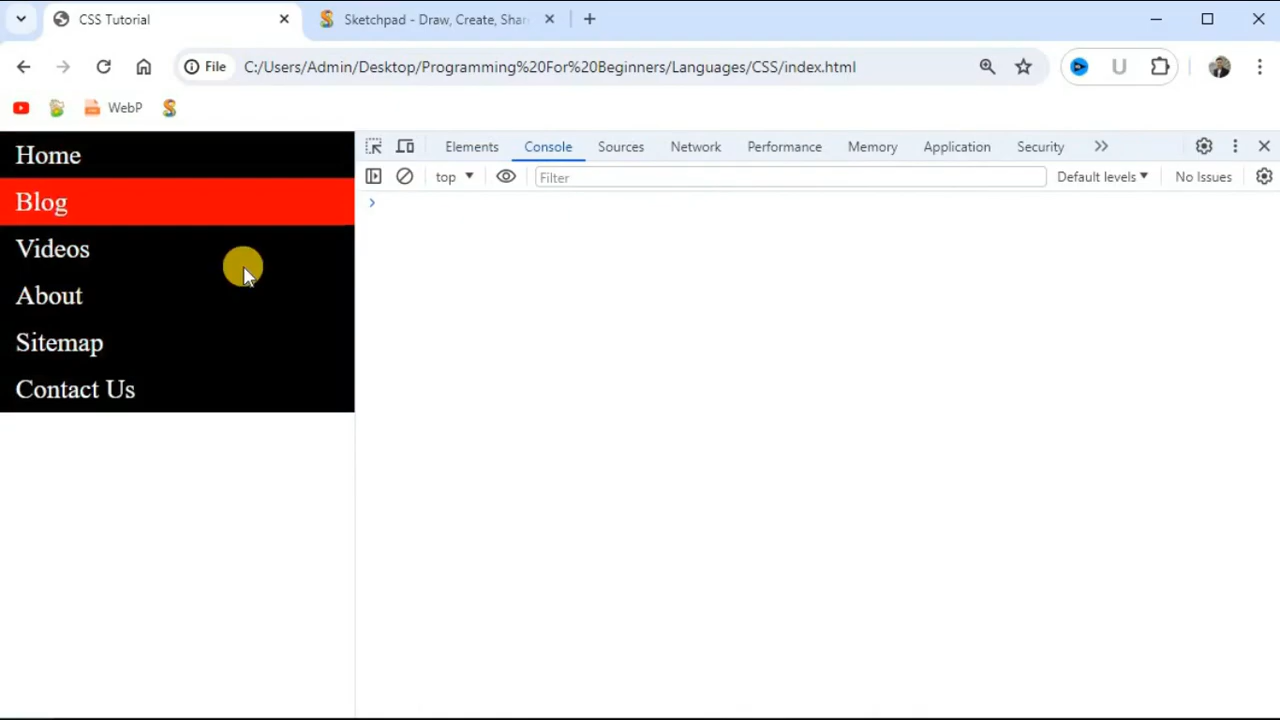 CSS Tutorial
Sketchpad - Draw, Create, Shar
File C:/Users/Admin/Desktop/Programming%20For%20Beginners/Languages/CSS/index.html
U
WebP
Home
Blog
Videos
About
Sitemap
Contact Us
Elements Console Sources Network Performance Memory Application Security
top Filter Default levels No Issues